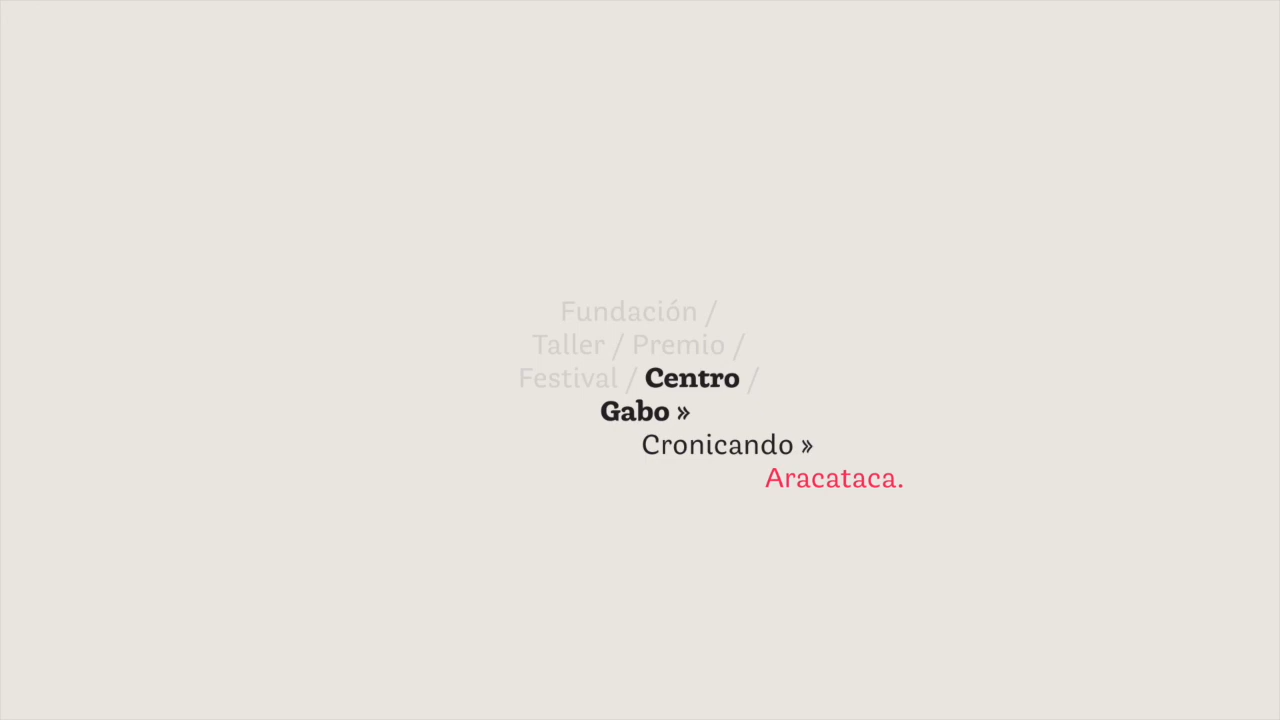 Fundación /
Taller / Premio /
Festival / Centro /
Gabo »
Cronicando »
Aracataca.